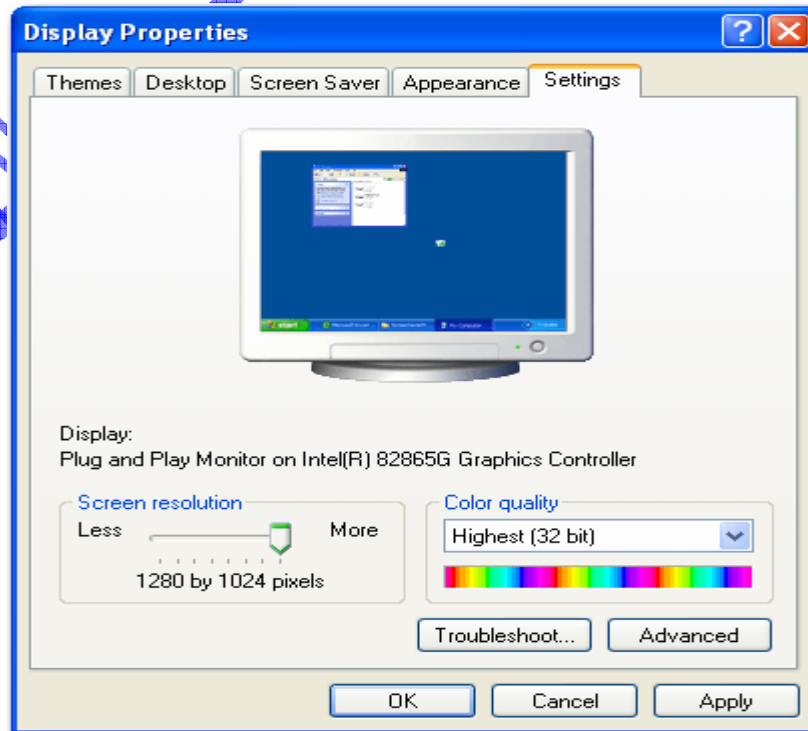 Display Properties
Themes Desktop Screen Saver Appearance Settings
start
Display:
Plug and Play Monitor on Intel(R) 82865G Graphics Controller
Screen resolution
Less More
1280 by 1024 pixels
Color quality
Highest (32 bit)
Troubleshoot... Advanced
OK Cancel Apply